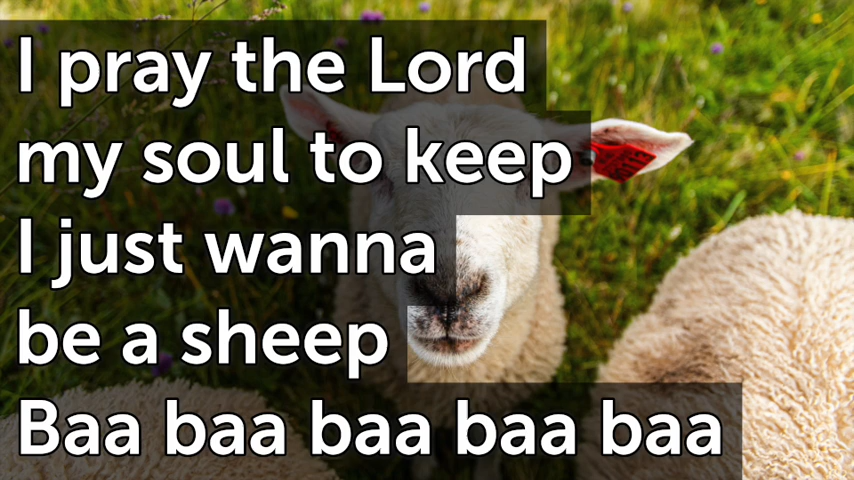 I pray the Lord
my soul to keep
I just wanna
be a sheep
Baa baa baa baa baa